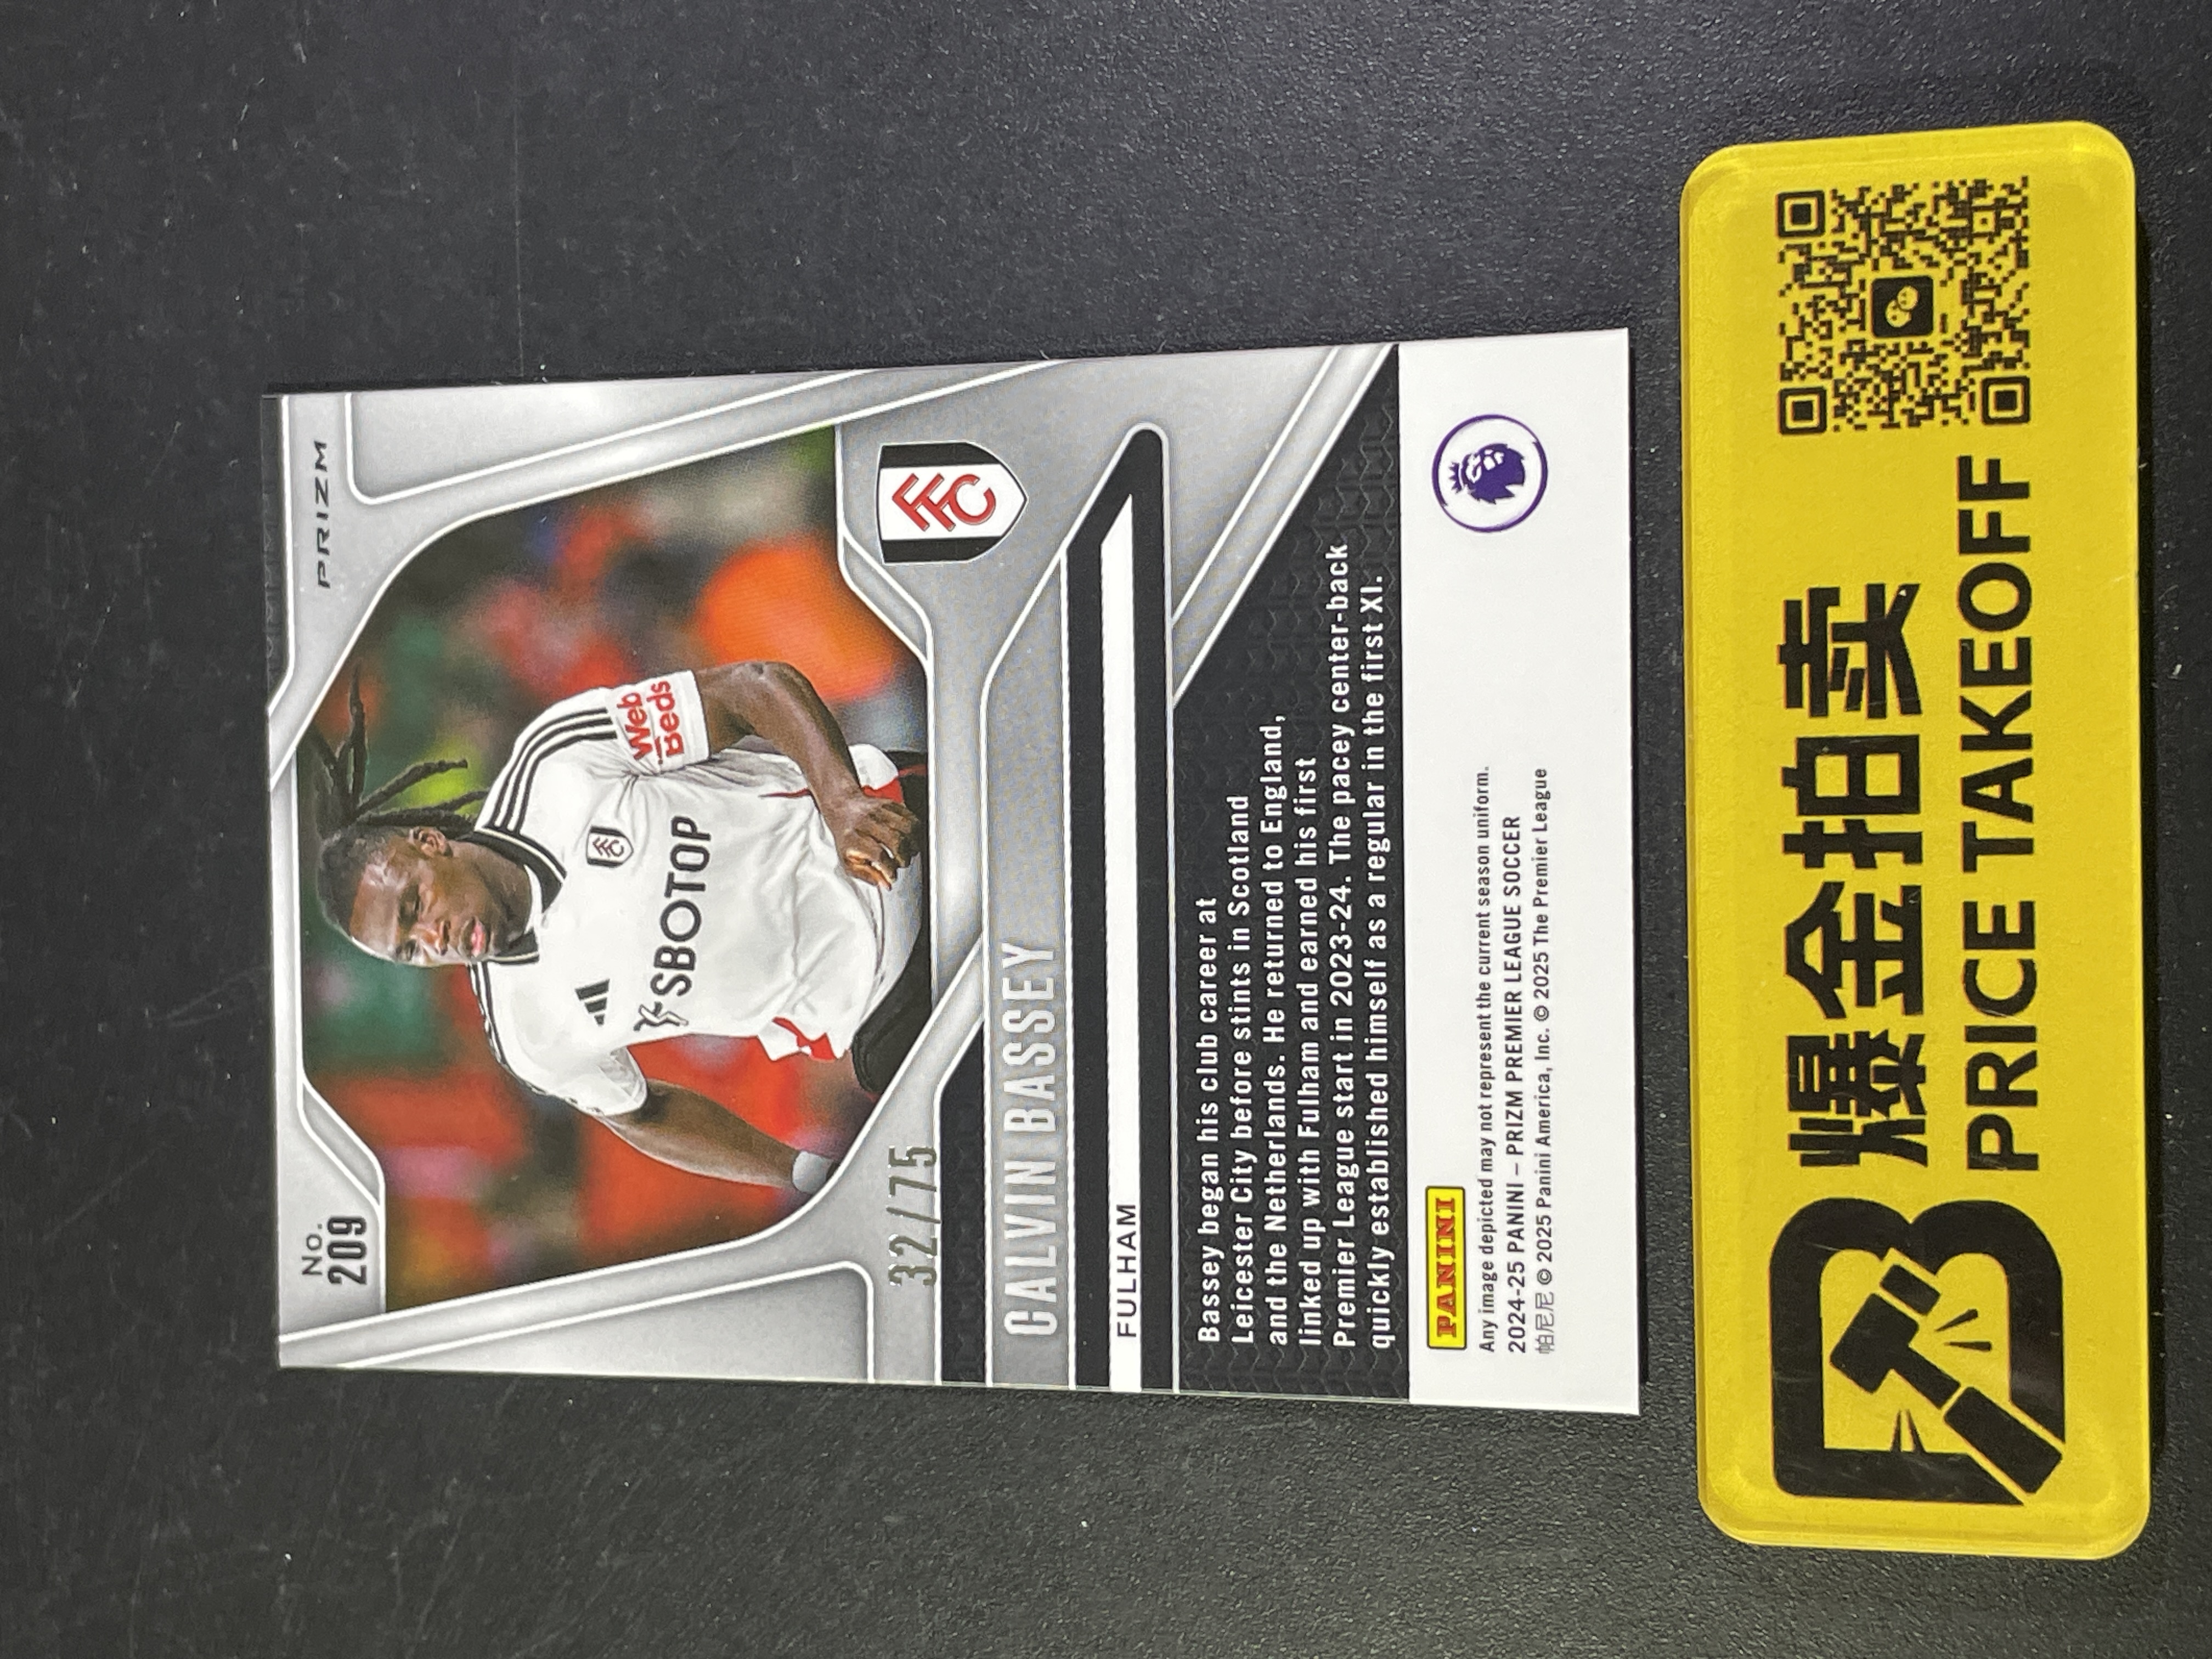 No.
209
PRIZM
Web
Beds
SBOTOP
FFC
32/75
CALVIN BASSEY
FULHAM
Bassey began his club career at
Leicester City before stints in Scotland
and the Netherlands. He returned to England,
linked up with Fulham and earned his first
Premier League start in 2023-24. The pacey center-back
quickly established himself as a regular in the first XI.
PANINI
Any image depicted may not represent the current season uniform.
2024-25 PANINI – PRIZM PREMIER LEAGUE SOCCER
帕尼尼 © 2025 Panini America, Inc. © 2025 The Premier League
爆金拍卖
PRICE TAKEOFF